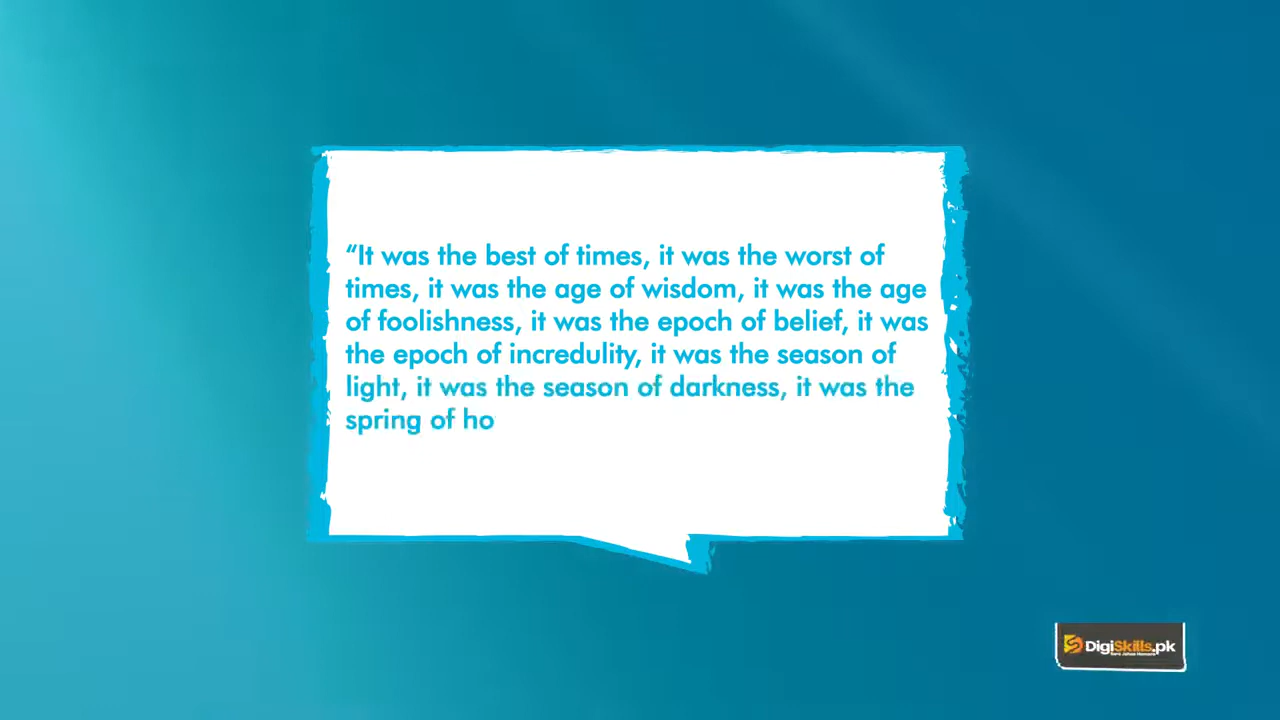 “It was the best of times, it was the worst of
times, it was the age of wisdom, it was the age
of foolishness, it was the epoch of belief, it was
the epoch of incredulity, it was the season of
light, it was the season of darkness, it was the
spring of ho
DigiSkills.pk